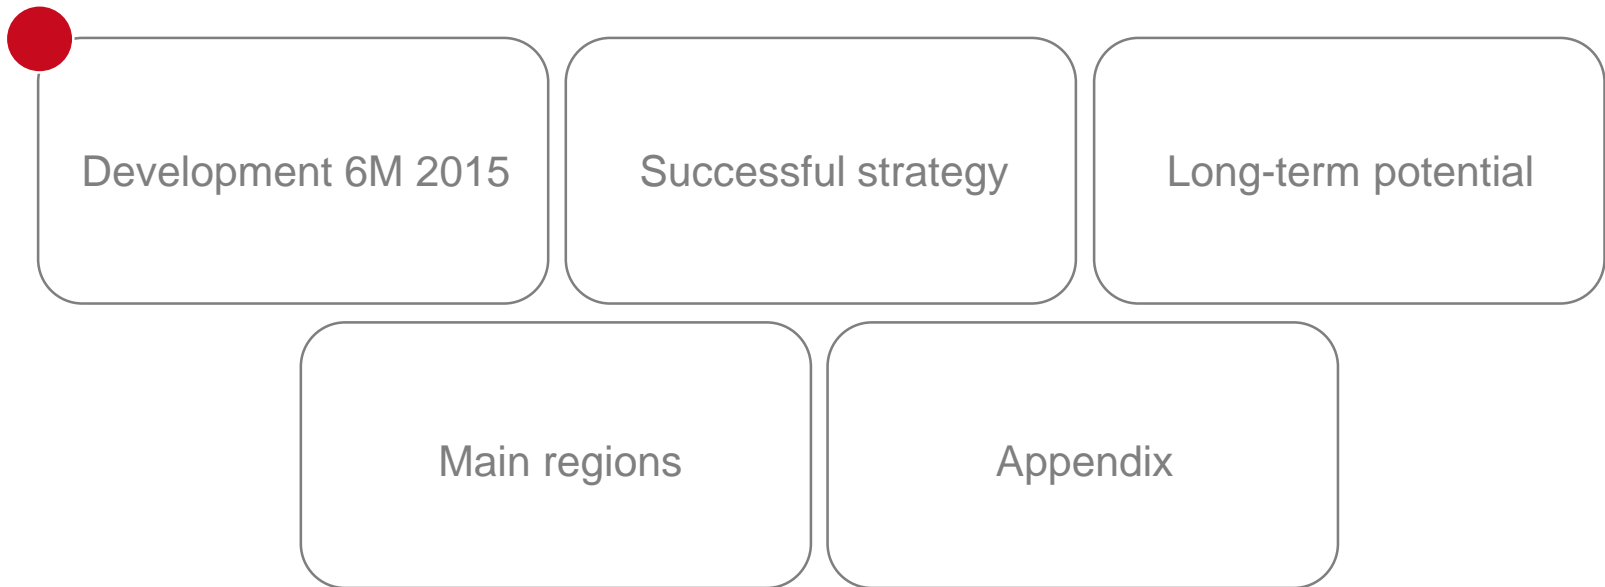 Development 6M 2015
Successful strategy
Long-term potential
Main regions
Appendix